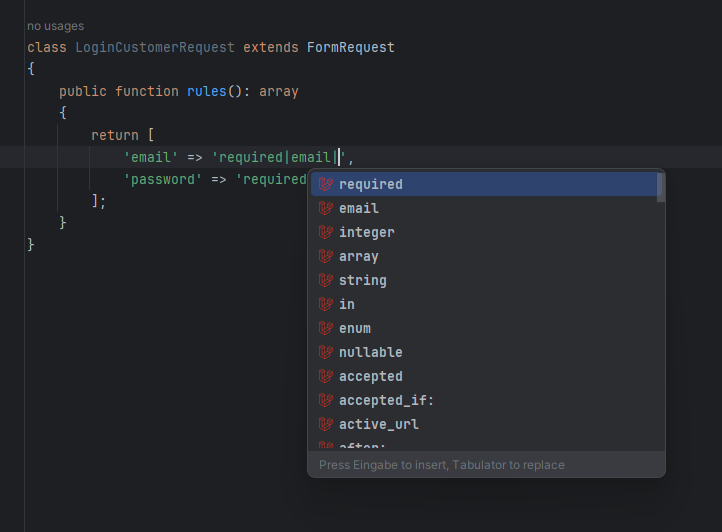 no usages
class LoginCustomerRequest extends FormRequest
{
public function rules(): array
{
return [
'email' => 'required|email|',
'password' => 'required
];
}
}
required
email
integer
array
string
in
enum
nullable
accepted
accepted_if:
active_url
after:
Press Eingabe to insert, Tabulator to replace